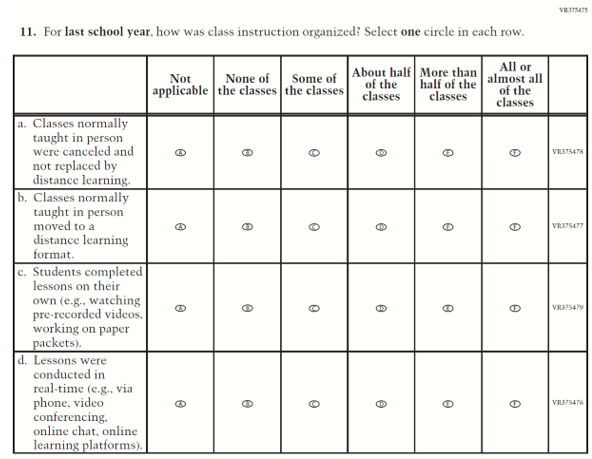 VR375475
11. For last school year, how was class instruction organized? Select one circle in each row.
Not applicable
None of the classes
Some of the classes
About half of the classes
More than half of the classes
All or almost all of the classes
a. Classes normally
taught in person
were canceled and
not replaced by
distance learning.
A B C D E F VR375478
b. Classes normally
taught in person
moved to a
distance learning
format.
A B C D E F VR375477
c. Students completed
lessons on their
own (e.g., watching
pre-recorded videos,
working on paper
packets).
A B C D E F VR375479
d. Lessons were
conducted in
real-time (e.g., via
phone, video
conferencing,
online chat, online
learning platforms).
A B C D E F VR375476